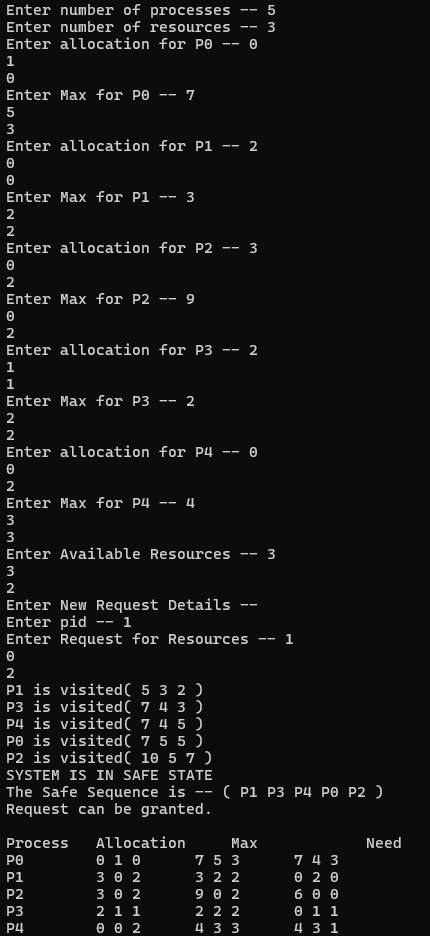 Enter number of processes -- 5
Enter number of resources -- 3
Enter allocation for P0 -- 0
1
0
Enter Max for P0 -- 7
5
3
Enter allocation for P1 -- 2
0
0
Enter Max for P1 -- 3
2
2
Enter allocation for P2 -- 3
0
2
Enter Max for P2 -- 9
0
2
Enter allocation for P3 -- 2
1
1
Enter Max for P3 -- 2
2
2
Enter allocation for P4 -- 0
0
2
Enter Max for P4 -- 4
3
3
Enter Available Resources -- 3
3
2
Enter New Request Details --
Enter pid -- 1
Enter Request for Resources -- 1
0
2
P1 is visited( 5 3 2 )
P3 is visited( 7 4 3 )
P4 is visited( 7 4 5 )
P0 is visited( 7 5 5 )
P2 is visited( 10 5 7 )
SYSTEM IS IN SAFE STATE
The Safe Sequence is -- ( P1 P3 P4 P0 P2 )
Request can be granted.
Process Allocation Max Need
P0 0 1 0 7 5 3 7 4 3
P1 3 0 2 3 2 2 0 2 0
P2 3 0 2 9 0 2 6 0 0
P3 2 1 1 2 2 2 0 1 1
P4 0 0 2 4 3 3 4 3 1